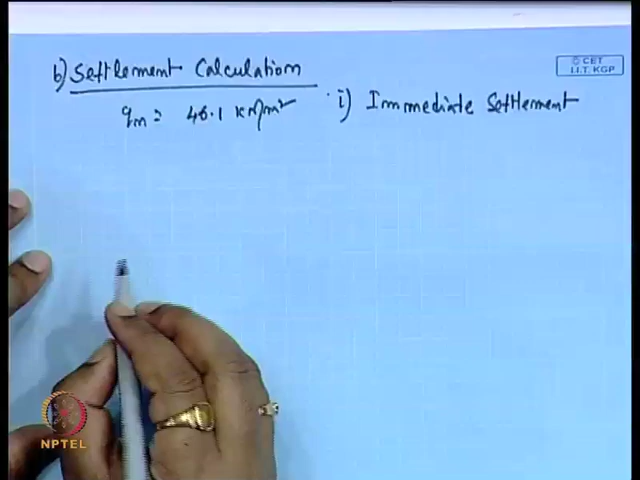 b) Settlement Calculation
qm = 46.1 kN/m²
i) Immediate Settlement
© CET
I.I.T. KGP
NPTEL